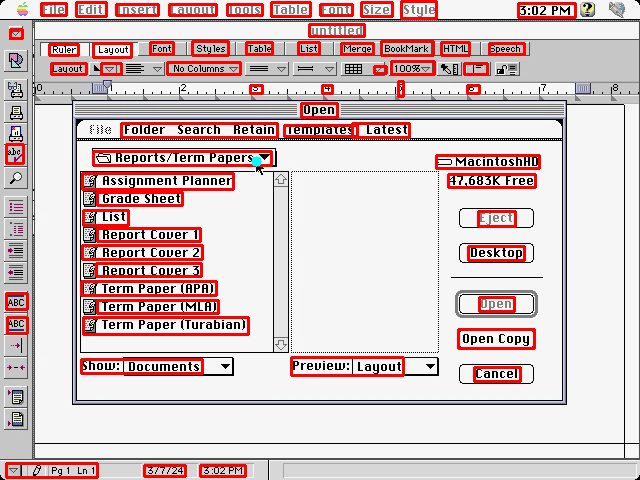 File Edit Insert Layout Tools Table Font Size Style 3:02 PM
untitled
Ruler Layout Font Styles Table List Merge BookMark HTML Speech
Layout No Columns 100%
0 2 3 4 5 6 7 8
Open
File Folder Search Retain Templates Latest
Reports/Term Papers
MacintoshHD
47,683K Free
Assignment Planner
Grade Sheet
List
Report Cover 1
Report Cover 2
Report Cover 3
Term Paper (APA)
Term Paper (MLA)
Term Paper (Turabian)
Eject
Desktop
Open
Open Copy
Cancel
Show: Documents
Preview: Layout
abc
ABC
ABC
Pg 1 Ln 1 3/7/24 3:02 PM